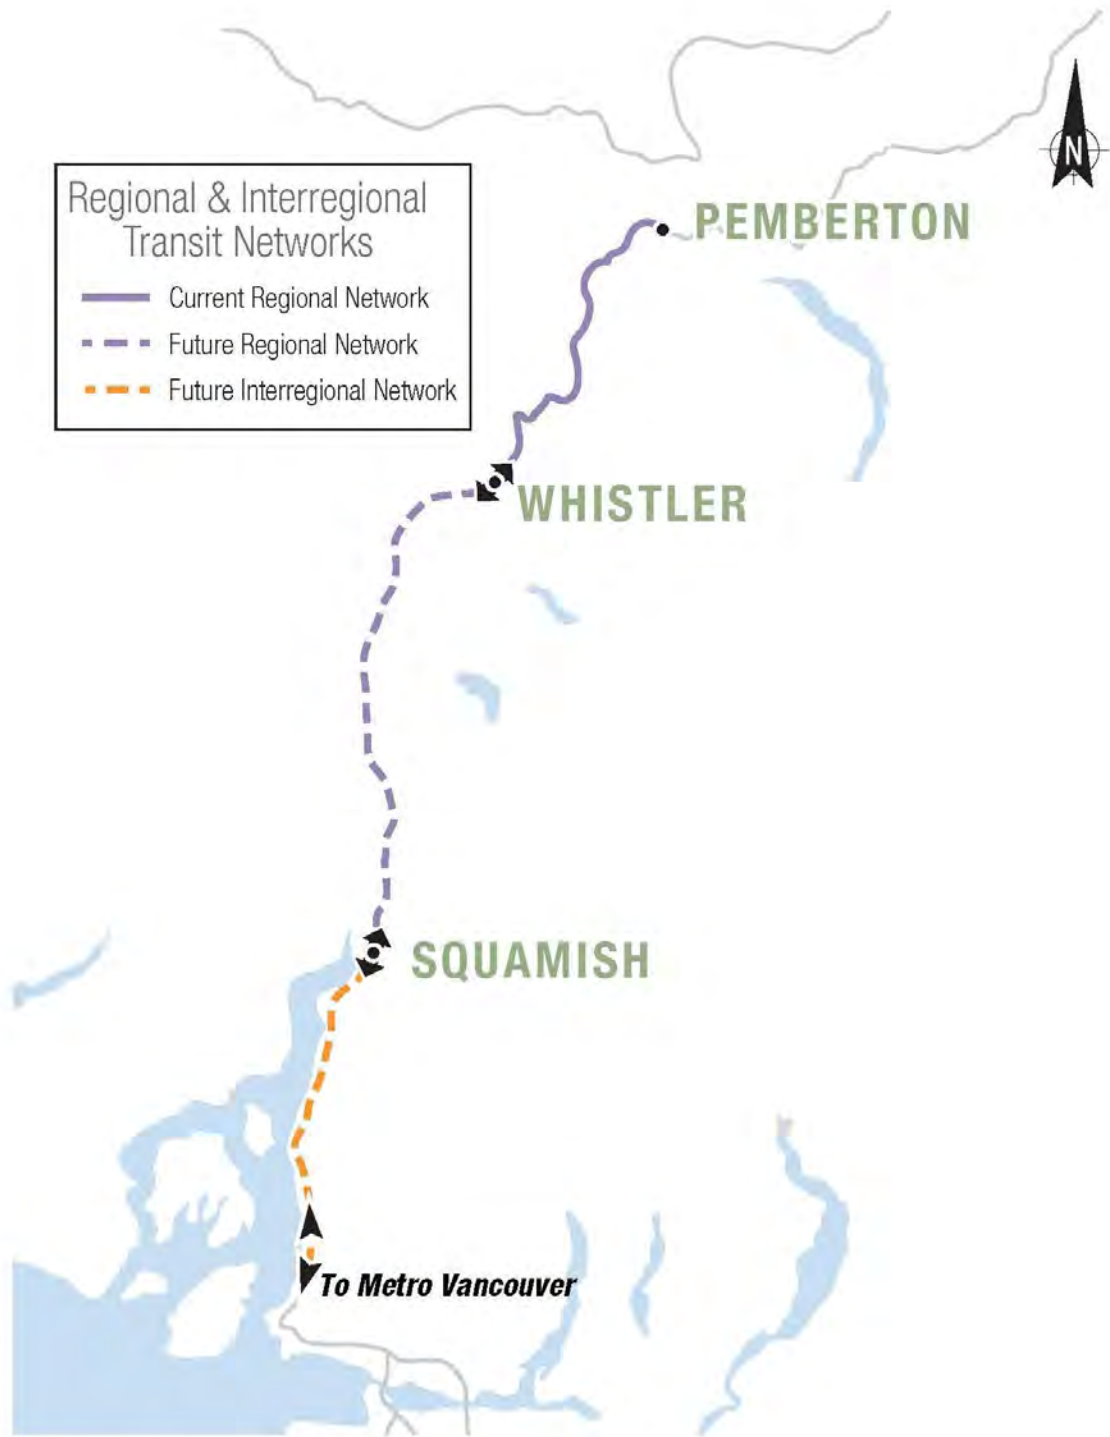 N
Regional & Interregional
Transit Networks
Current Regional Network
Future Regional Network
Future Interregional Network
PEMBERTON
WHISTLER
SQUAMISH
To Metro Vancouver